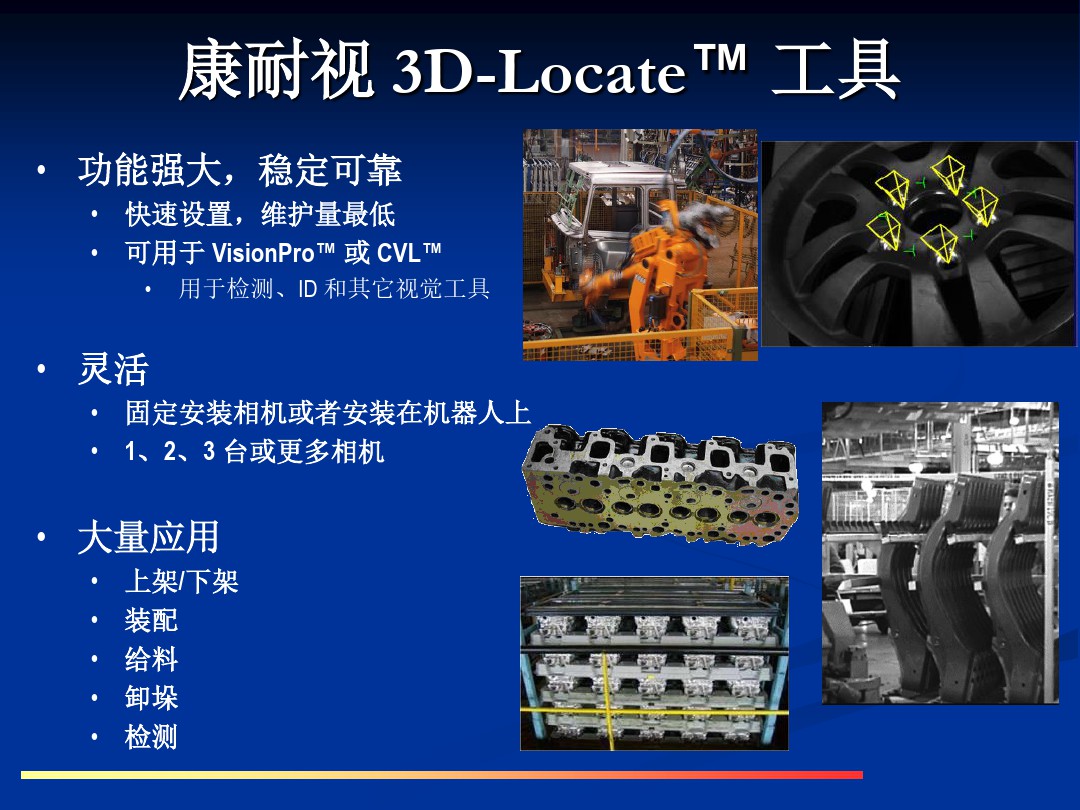 康耐视 3D-Locate™ 工具
• 功能强大，稳定可靠
• 快速设置，维护量最低
• 可用于 VisionPro™ 或 CVL™
• 用于检测、ID 和其它视觉工具
• 灵活
• 固定安装相机或者安装在机器人上
• 1、2、3 台或更多相机
• 大量应用
• 上架/下架
• 装配
• 给料
• 卸垛
• 检测